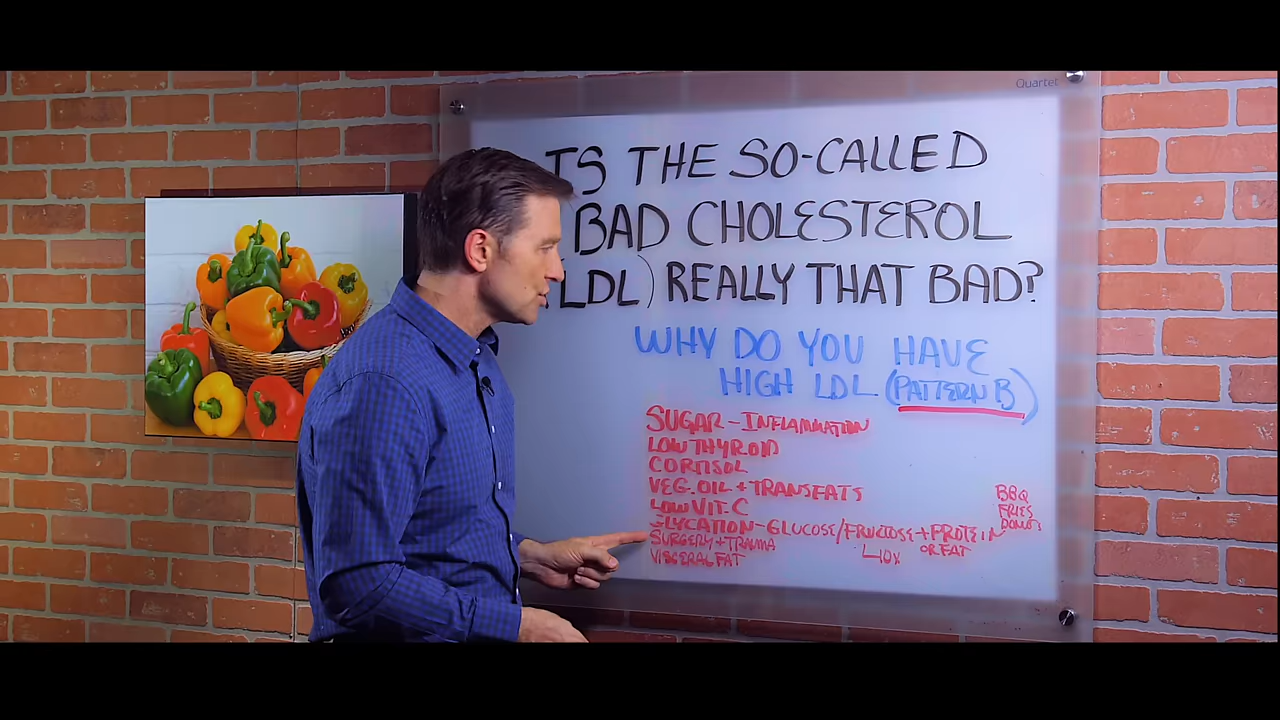 Quartet
IS THE SO-CALLED
BAD CHOLESTEROL
LDL) REALLY THAT BAD?
WHY DO YOU HAVE
HIGH LDL (PATTERN B)
SUGAR - INFLAMMATION
LOW THYROID
CORTISOL
VEG. OIL + TRANSFATS
LOW VIT. C
GLYCATION - GLUCOSE/FRUCTOSE + PROTEIN
OR FAT
40X
SURGERY + TRAUMA
VISCERAL FAT
BBQ
FRIES
DONUTS